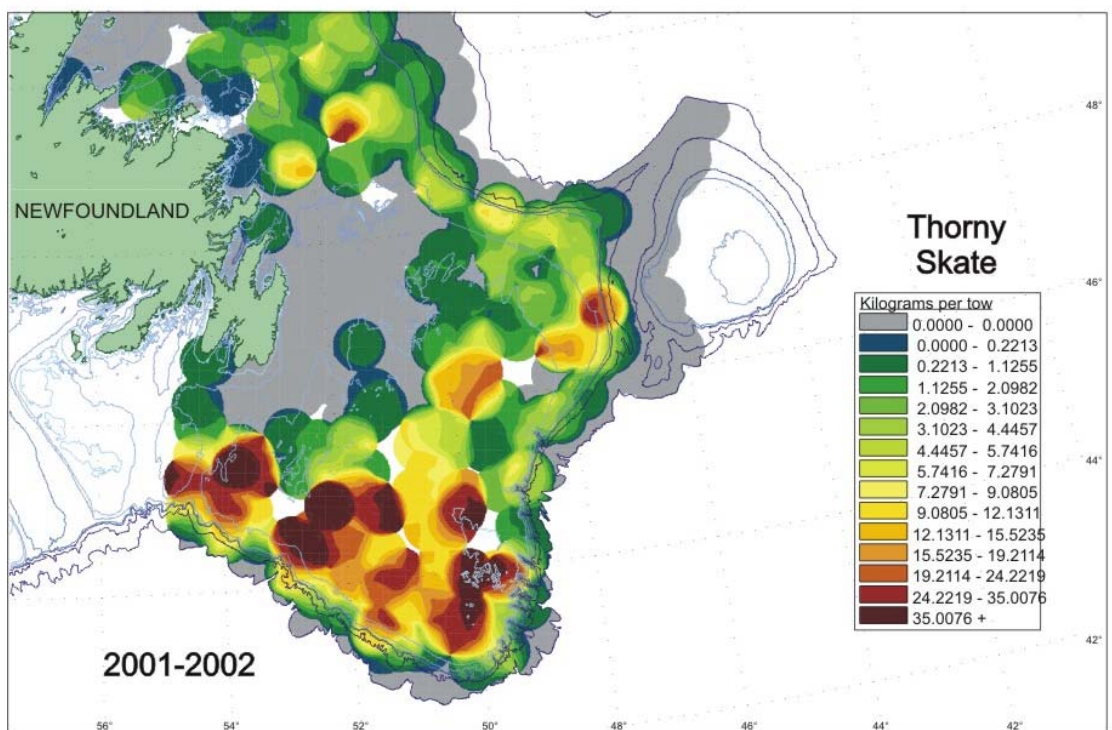 48°
NEWFOUNDLAND
Thorny
Skate
46°
Kilograms per tow
0.0000 - 0.0000
0.0000 - 0.2213
0.2213 - 1.1255
1.1255 - 2.0982
2.0982 - 3.1023
3.1023 - 4.4457
4.4457 - 5.7416
5.7416 - 7.2791
7.2791 - 9.0805
9.0805 - 12.1311
12.1311 - 15.5235
15.5235 - 19.2114
19.2114 - 24.2219
24.2219 - 35.0076
35.0076 +
44°
42°
2001-2002
56° 54° 52° 50° 48° 46° 44° 42°